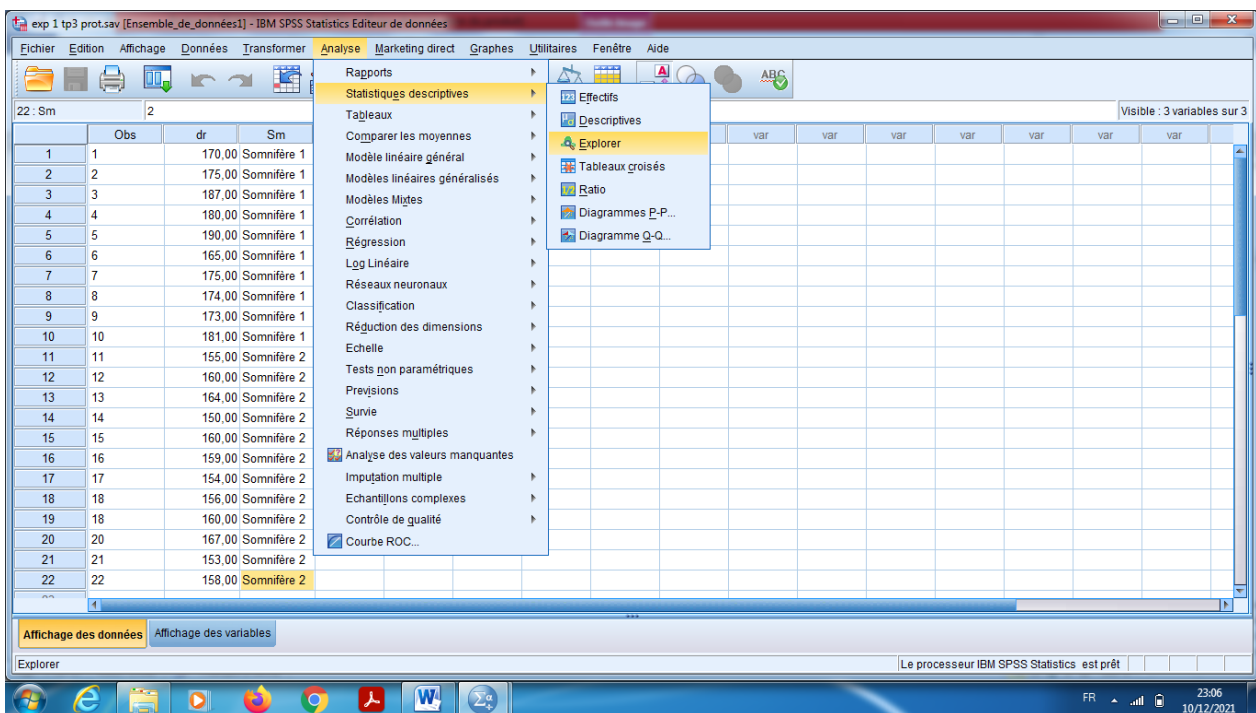 exp 1 tp3 prot.sav [Ensemble_de_données1] - IBM SPSS Statistics Editeur de données
Fichier Edition Affichage Données Transformer Analyse Marketing direct Graphes Utilitaires Fenêtre Aide
22 : Sm 2 Visible : 3 variables sur 3
Obs dr Sm var var var var var var var
1 1 170,00 Somnifère 1
2 2 175,00 Somnifère 1
3 3 187,00 Somnifère 1
4 4 180,00 Somnifère 1
5 5 190,00 Somnifère 1
6 6 165,00 Somnifère 1
7 7 175,00 Somnifère 1
8 8 174,00 Somnifère 1
9 9 173,00 Somnifère 1
10 10 181,00 Somnifère 1
11 11 155,00 Somnifère 2
12 12 160,00 Somnifère 2
13 13 164,00 Somnifère 2
14 14 150,00 Somnifère 2
15 15 160,00 Somnifère 2
16 16 159,00 Somnifère 2
17 17 154,00 Somnifère 2
18 18 156,00 Somnifère 2
19 18 160,00 Somnifère 2
20 20 167,00 Somnifère 2
21 21 153,00 Somnifère 2
22 22 158,00 Somnifère 2
Rapports
Statistiques descriptives
Tableaux
Comparer les moyennes
Modèle linéaire général
Modèles linéaires généralisés
Modèles Mixtes
Corrélation
Régression
Log Linéaire
Réseaux neuronaux
Classification
Réduction des dimensions
Echelle
Tests non paramétriques
Previsions
Survie
Réponses multiples
Analyse des valeurs manquantes
Imputation multiple
Echantillons complexes
Contrôle de qualité
Courbe ROC...
123 Effectifs
Descriptives
Explorer
Tableaux croisés
1/2 Ratio
Diagrammes P-P...
Diagramme Q-Q...
A
ABC
Affichage des données Affichage des variables
Explorer Le processeur IBM SPSS Statistics est prêt
W Σα FR 23:06
10/12/2021